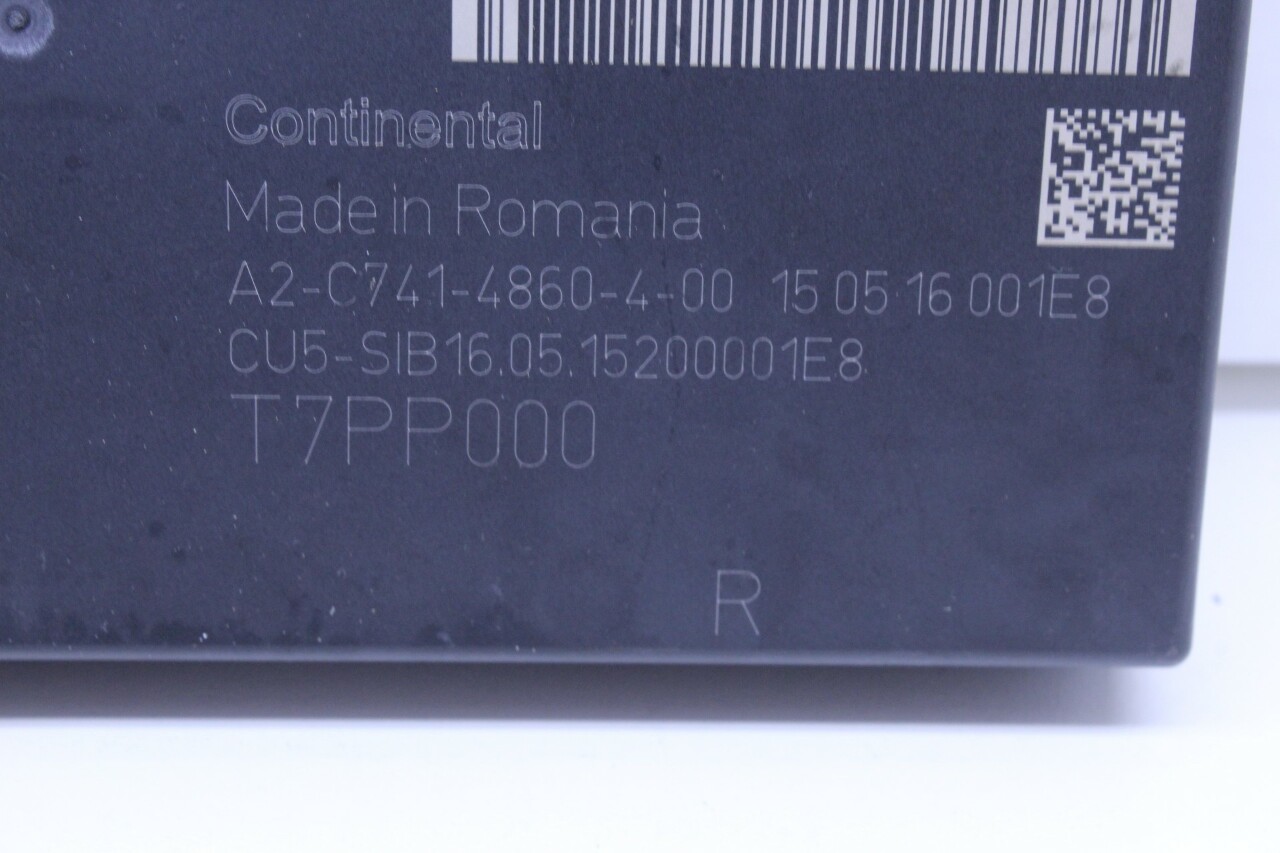 Continental
Made in Romania
A2-C741-4860-4-00 15 05 16 001E8
CU5-SIB16.05.15200001E8
T7PP000
R